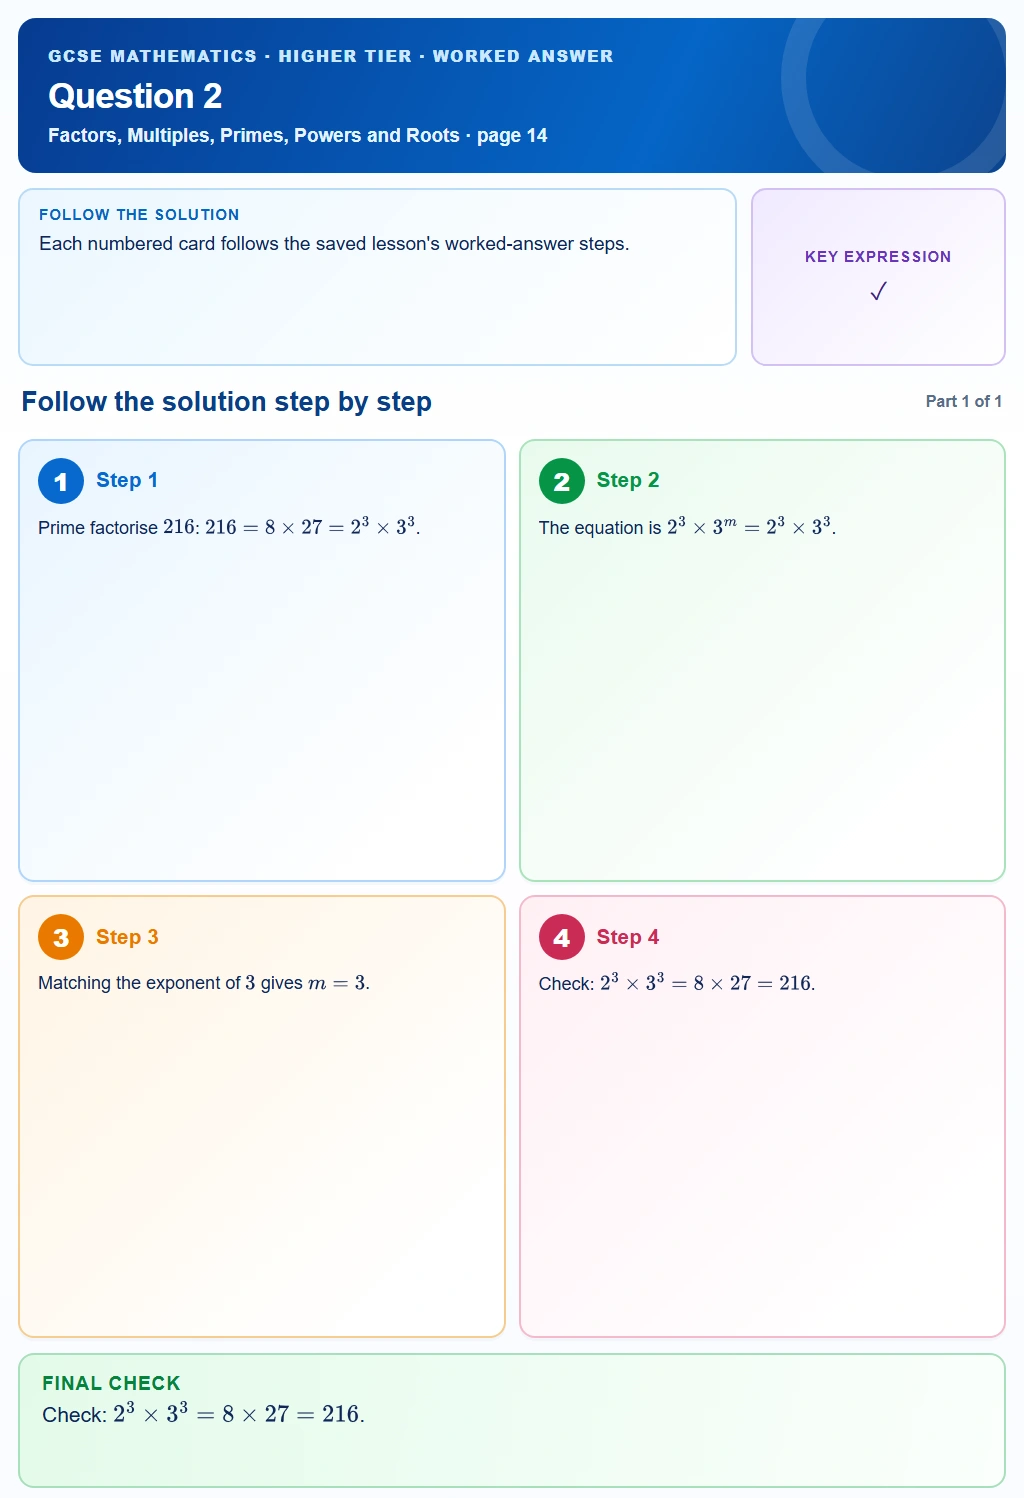 GCSE MATHEMATICS · HIGHER TIER · WORKED ANSWER
Question 2
Factors, Multiples, Primes, Powers and Roots · page 14
FOLLOW THE SOLUTION
Each numbered card follows the saved lesson's worked-answer steps.
KEY EXPRESSION
✓
Follow the solution step by step
Part 1 of 1
1 Step 1
Prime factorise 216: 216 = 8 × 27 = 2³ × 3³.
2 Step 2
The equation is 2³ × 3ᵐ = 2³ × 3³.
3 Step 3
Matching the exponent of 3 gives m = 3.
4 Step 4
Check: 2³ × 3³ = 8 × 27 = 216.
FINAL CHECK
Check: 2³ × 3³ = 8 × 27 = 216.